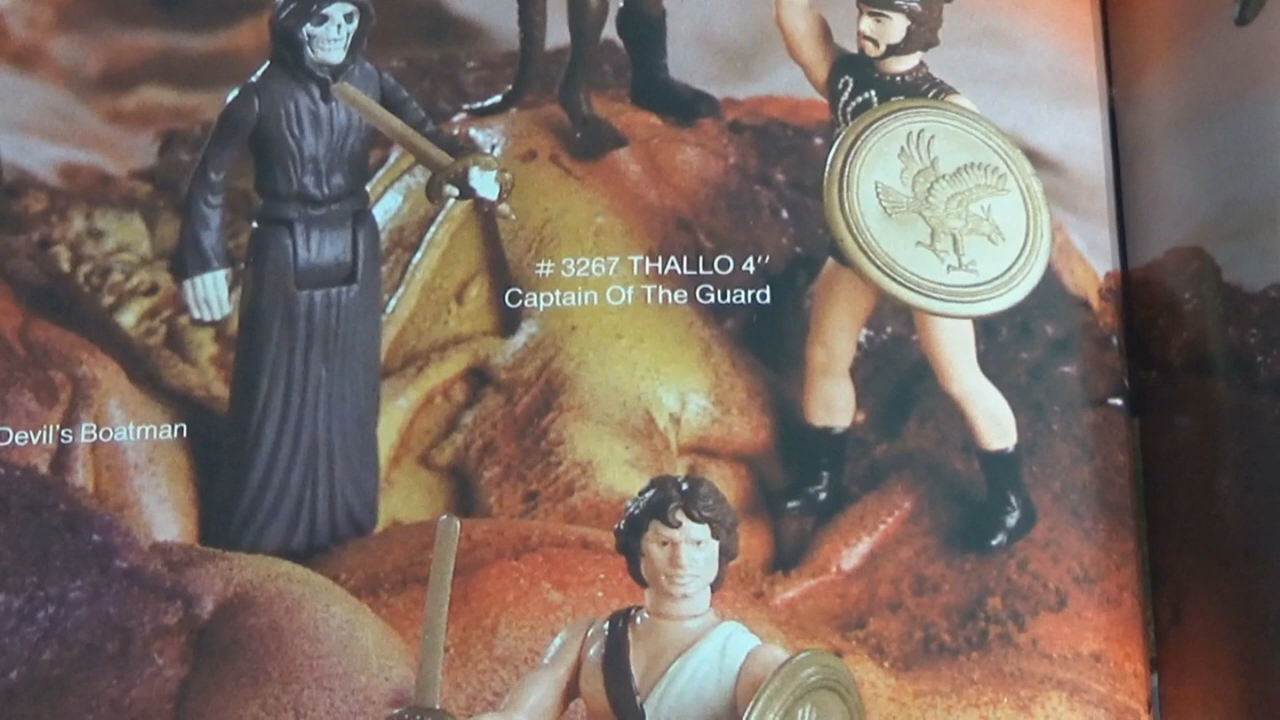 # 3267 THALLO 4"
Captain Of The Guard
Devil's Boatman